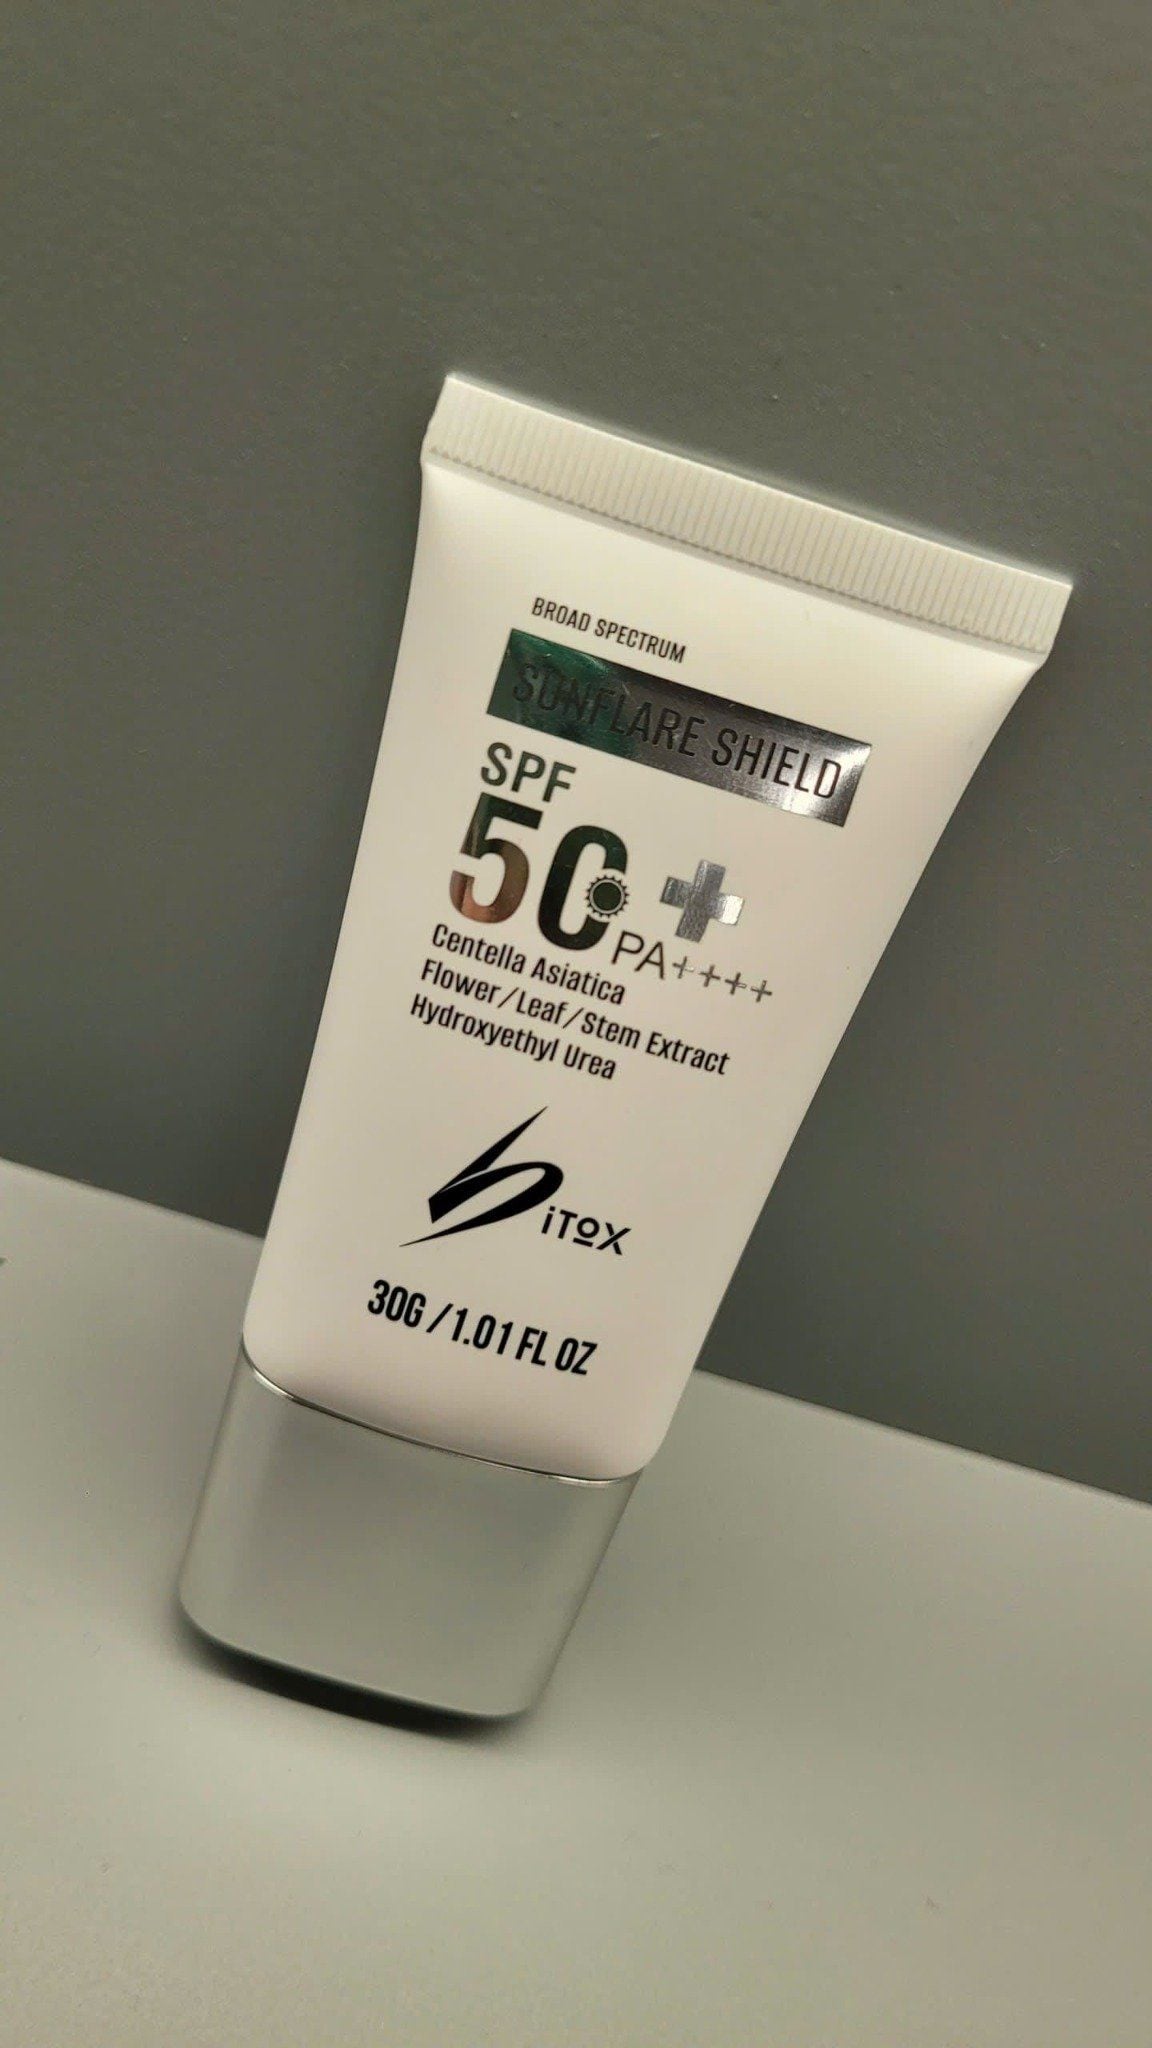 BROAD SPECTRUM
SUNFLARE SHIELD
SPF
50+
PA++++
Centella Asiatica
Flower/Leaf/Stem Extract
Hydroxyethyl Urea
biTOX
30G/1.01 FL OZ